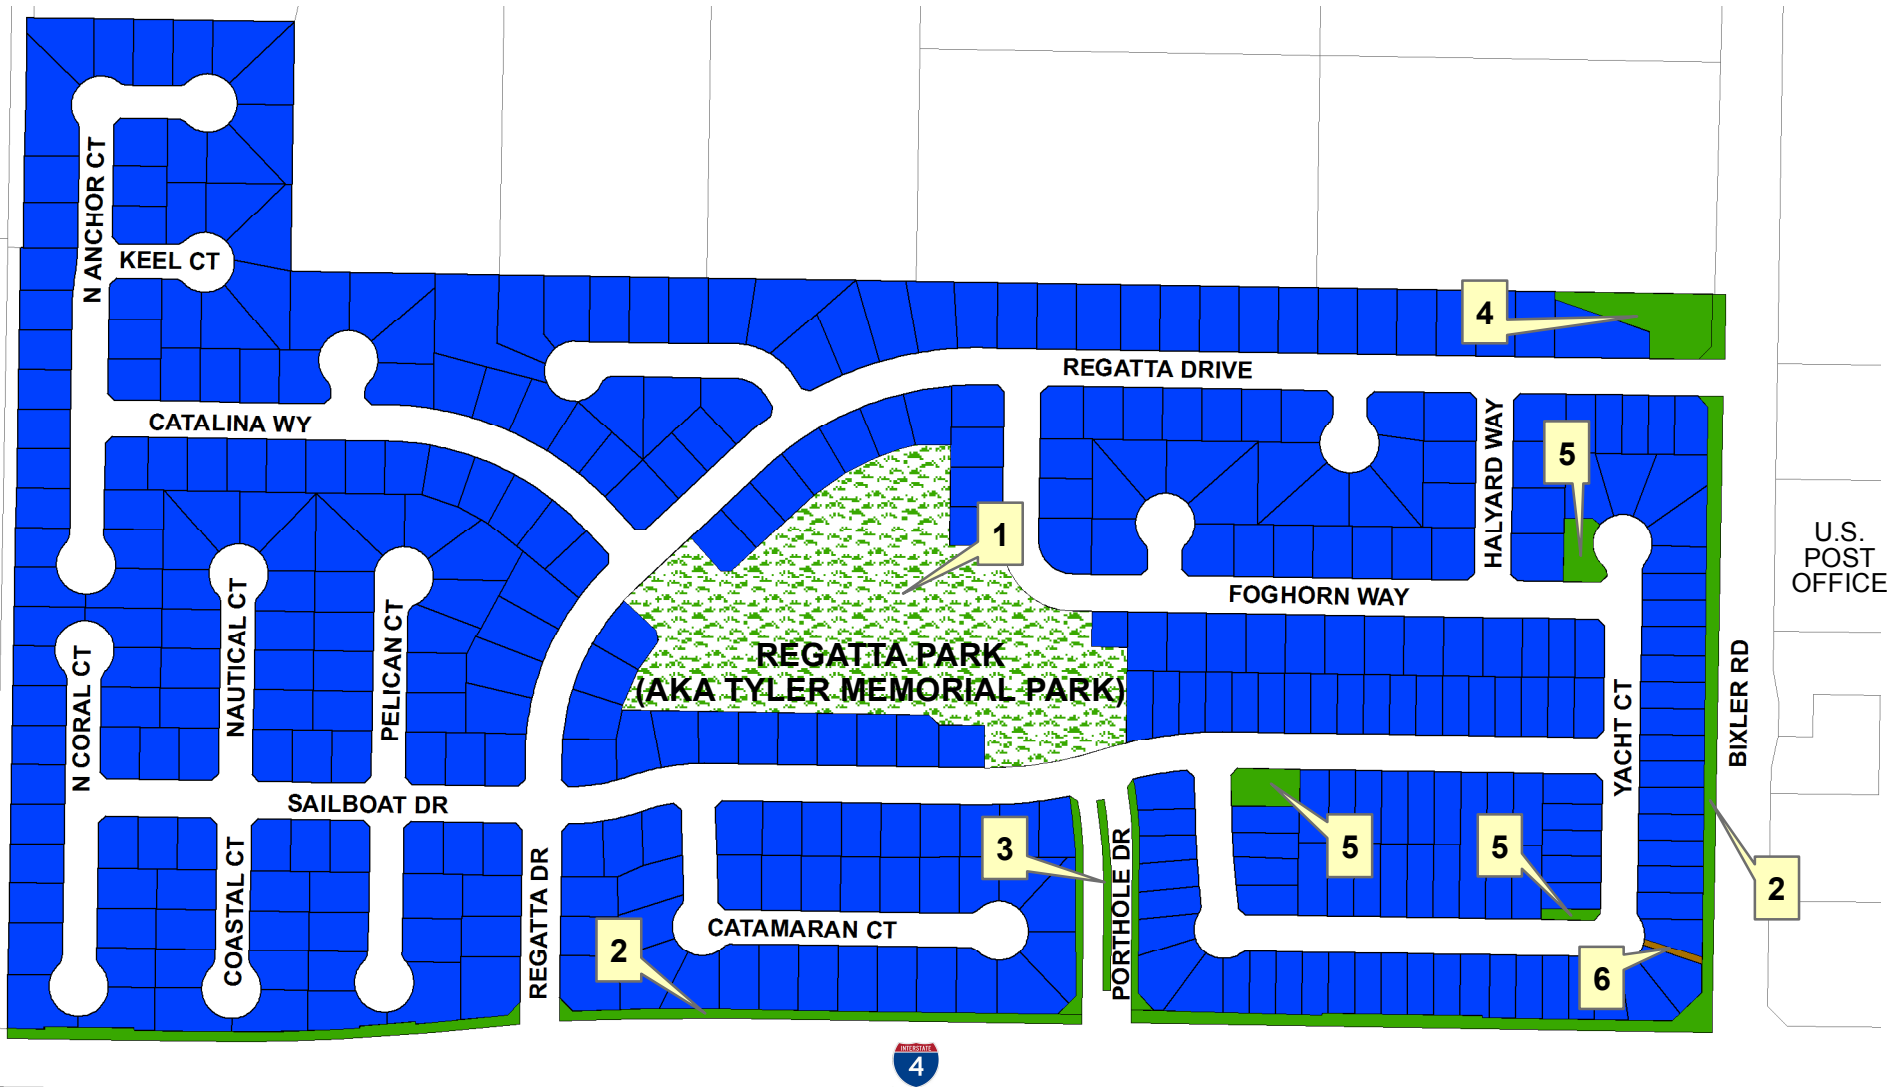 N ANCHOR CT
KEEL CT
4
REGATTA DRIVE
CATALINA WY
HALYARD WAY
5
1
U.S.
POST
OFFICE
FOGHORN WAY
NAUTICAL CT
PELICAN CT
N CORAL CT
REGATTA PARK
(AKA TYLER MEMORIAL PARK)
YACHT CT
BIXLER RD
SAILBOAT DR
3
5
5
2
COASTAL CT
REGATTA DR
CATAMARAN CT
PORTHOLE DR
2
6
INTERSTATE
4